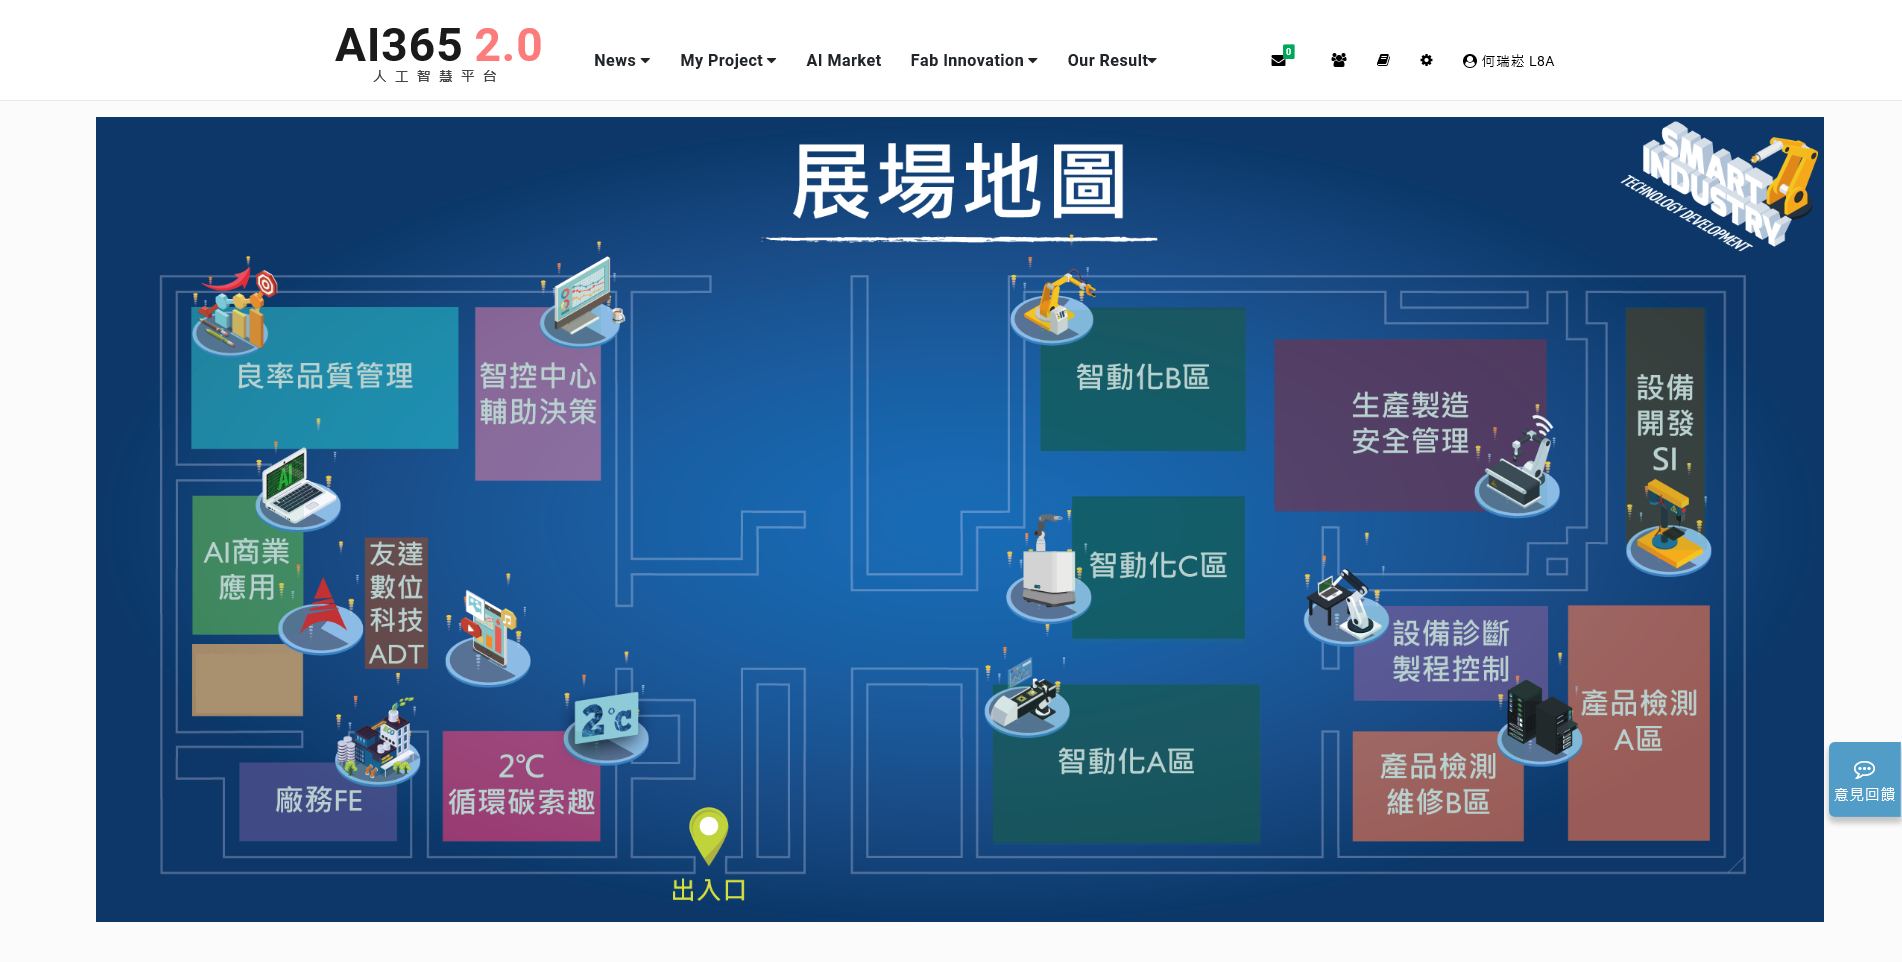 AI365 2.0
人工智慧平台
News
My Project
AI Market
Fab Innovation
Our Result
0
何瑞崧 L8A
展場地圖
SMART
INDUSTRY
TECHNOLOGY DEVELOPMENT
良率品質管理
智控中心
輔助決策
智動化B區
生產製造
安全管理
設備
開發
SI
AI
AI商業
應用
友達
數位
科技
ADT
智動化C區
設備診斷
製程控制
產品檢測
A區
2℃
2℃
循環碳索趣
廠務FE
智動化A區
產品檢測
維修B區
出入口
意見回饋